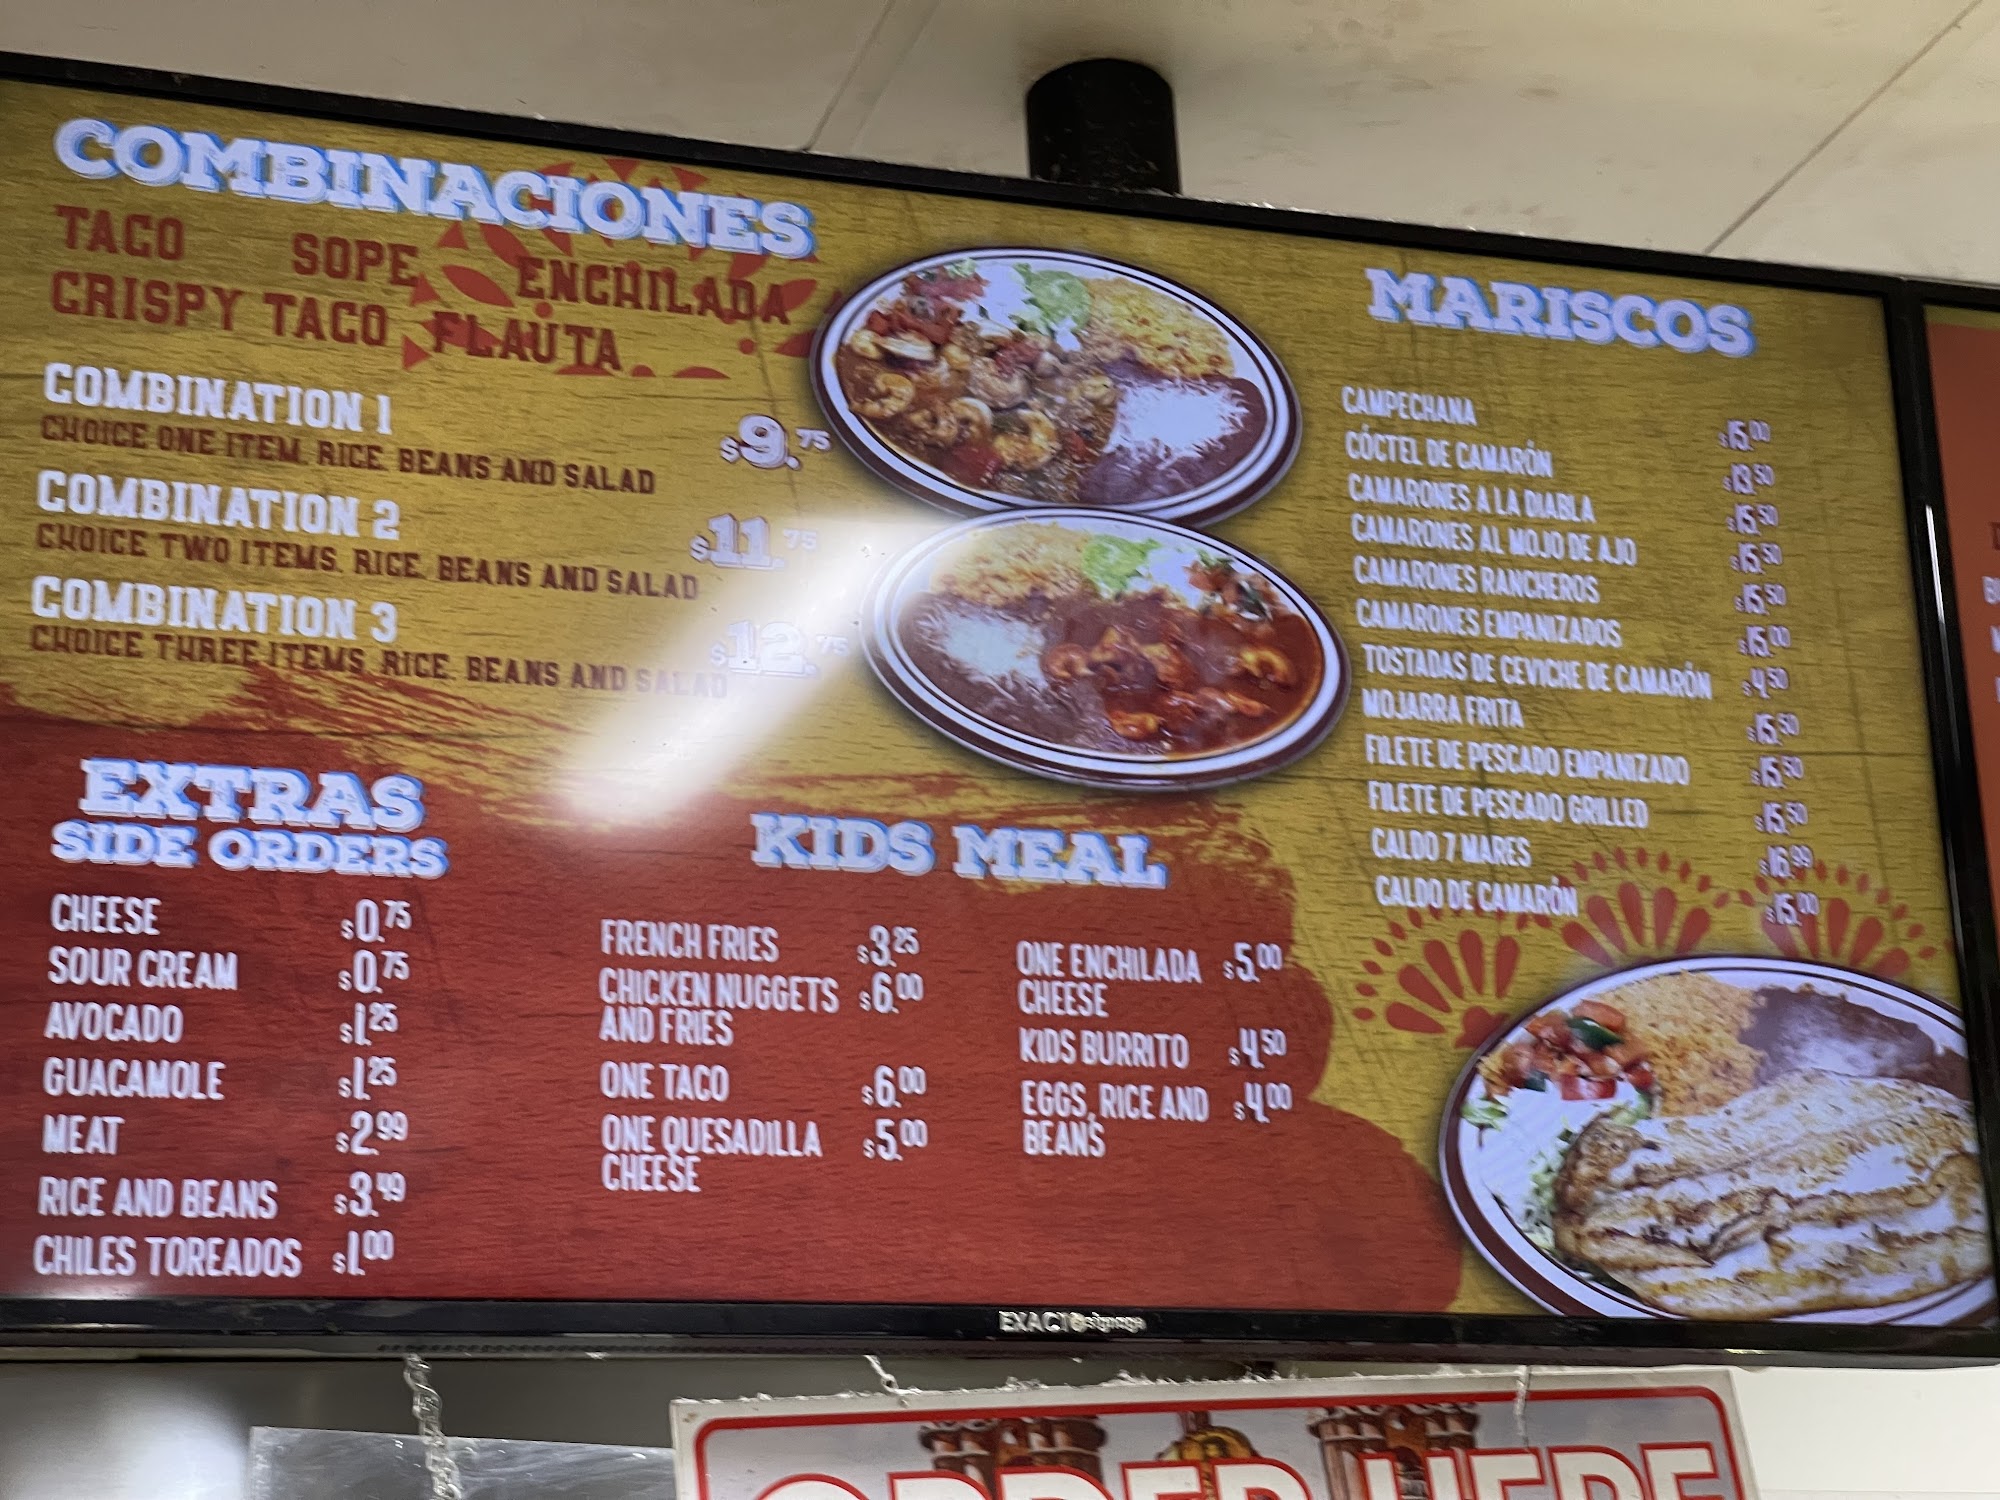 COMBINACIONES
TACO SOPE ENCHILADA
CRISPY TACO FLAUTA
COMBINATION 1
CHOICE ONE ITEM, RICE, BEANS AND SALAD $9.75
COMBINATION 2
CHOICE TWO ITEMS, RICE, BEANS AND SALAD $11.75
COMBINATION 3
CHOICE THREE ITEMS, RICE, BEANS AND SALAD $12.75
EXTRAS
SIDE ORDERS
CHEESE $0.75
SOUR CREAM $0.75
AVOCADO $1.25
GUACAMOLE $1.25
MEAT $2.99
RICE AND BEANS $3.49
CHILES TOREADOS $1.00
KIDS MEAL
FRENCH FRIES $3.25
CHICKEN NUGGETS $6.00
AND FRIES
ONE TACO $6.00
ONE QUESADILLA $5.00
CHEESE
ONE ENCHILADA $5.00
CHEESE
KIDS BURRITO $4.50
EGGS, RICE AND $4.00
BEANS
MARISCOS
CAMPECHANA $15.00
CÓCTEL DE CAMARÓN $13.50
CAMARONES A LA DIABLA $15.50
CAMARONES AL MOJO DE AJO $15.50
CAMARONES RANCHEROS $15.50
CAMARONES EMPANIZADOS $15.00
TOSTADAS DE CEVICHE DE CAMARÓN $4.50
MOJARRA FRITA $15.50
FILETE DE PESCADO EMPANIZADO $15.50
FILETE DE PESCADO GRILLED $15.50
CALDO 7 MARES $16.99
CALDO DE CAMARÓN $15.00
ORDER HERE